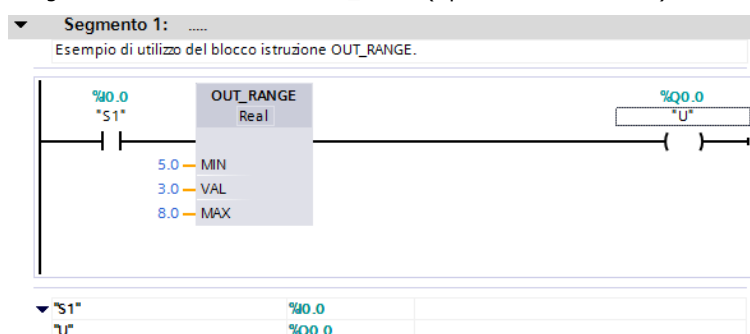 Segmento 1: .....
Esempio di utilizzo del blocco istruzione OUT_RANGE.
%I0.0
"S1"
OUT_RANGE
Real
%Q0.0
"U"
5.0 MIN
3.0 VAL
8.0 MAX
"S1" %I0.0
"U" %Q0.0